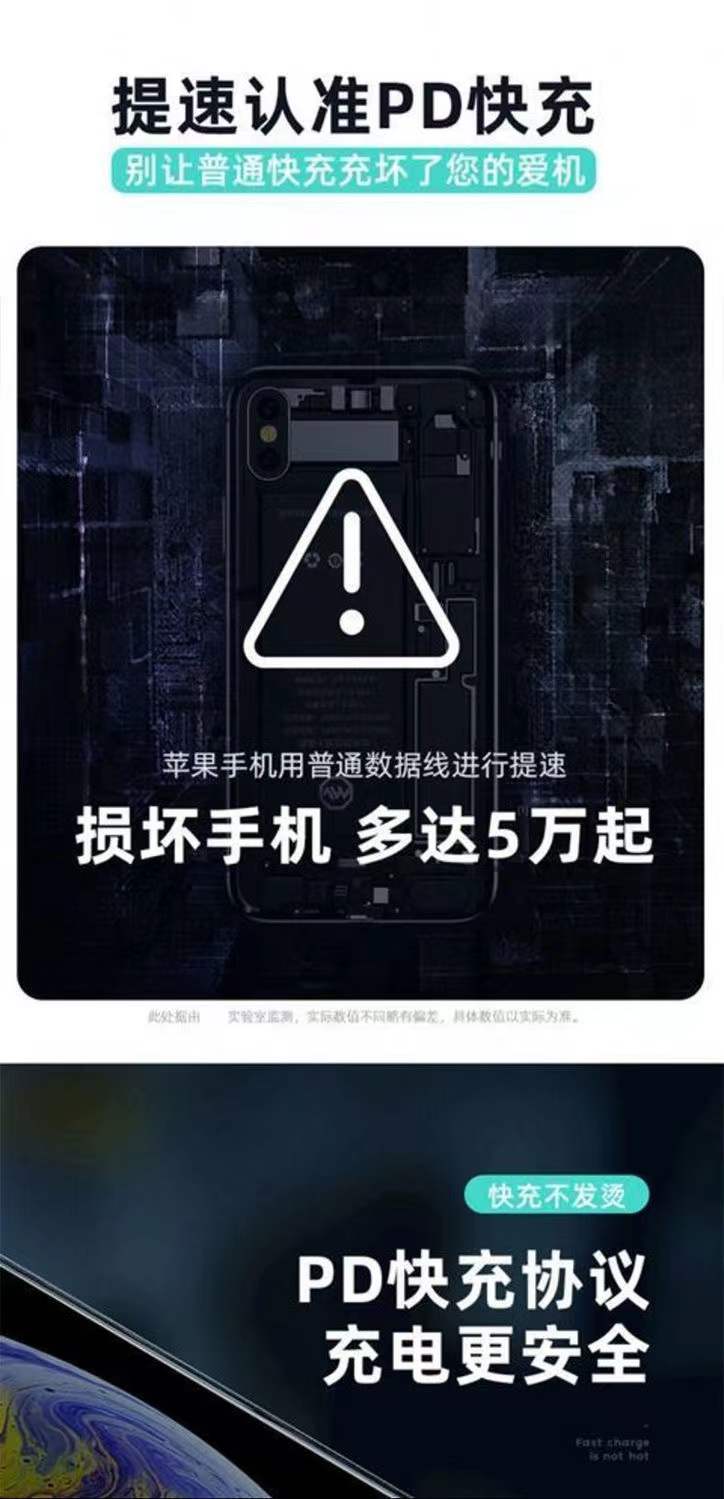 提速认准PD快充
别让普通快充充坏了您的爱机
苹果手机用普通数据线进行提速
损坏手机 多达5万起
此处据由 实验室监测，实际数值不同略有偏差，具体数值以实际为准。
快充不发烫
PD快充协议
充电更安全
Fast charge
is not hot